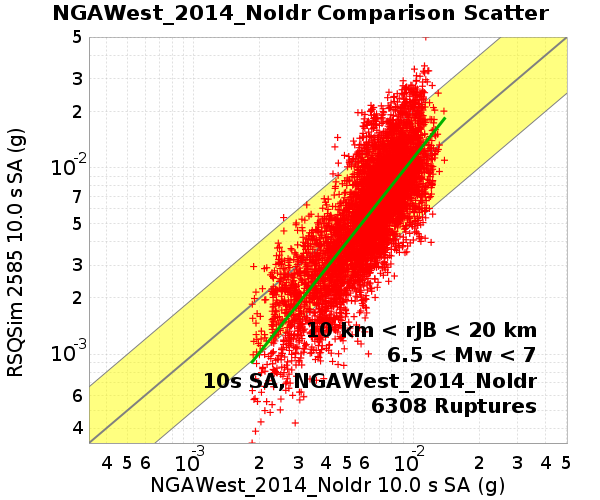 NGAWest_2014_NoIdr Comparison Scatter
RSQSim 2585 10.0 s SA (g)
5
3
2
10⁻²
7
5
3
2
10⁻³
6
4
10 km < rJB < 20 km
6.5 < Mw < 7
10s SA, NGAWest_2014_NoIdr
6308 Ruptures
4 5 6 10⁻³ 2 3 4 5 6 10⁻² 2 3 4 5
NGAWest_2014_NoIdr 10.0 s SA (g)